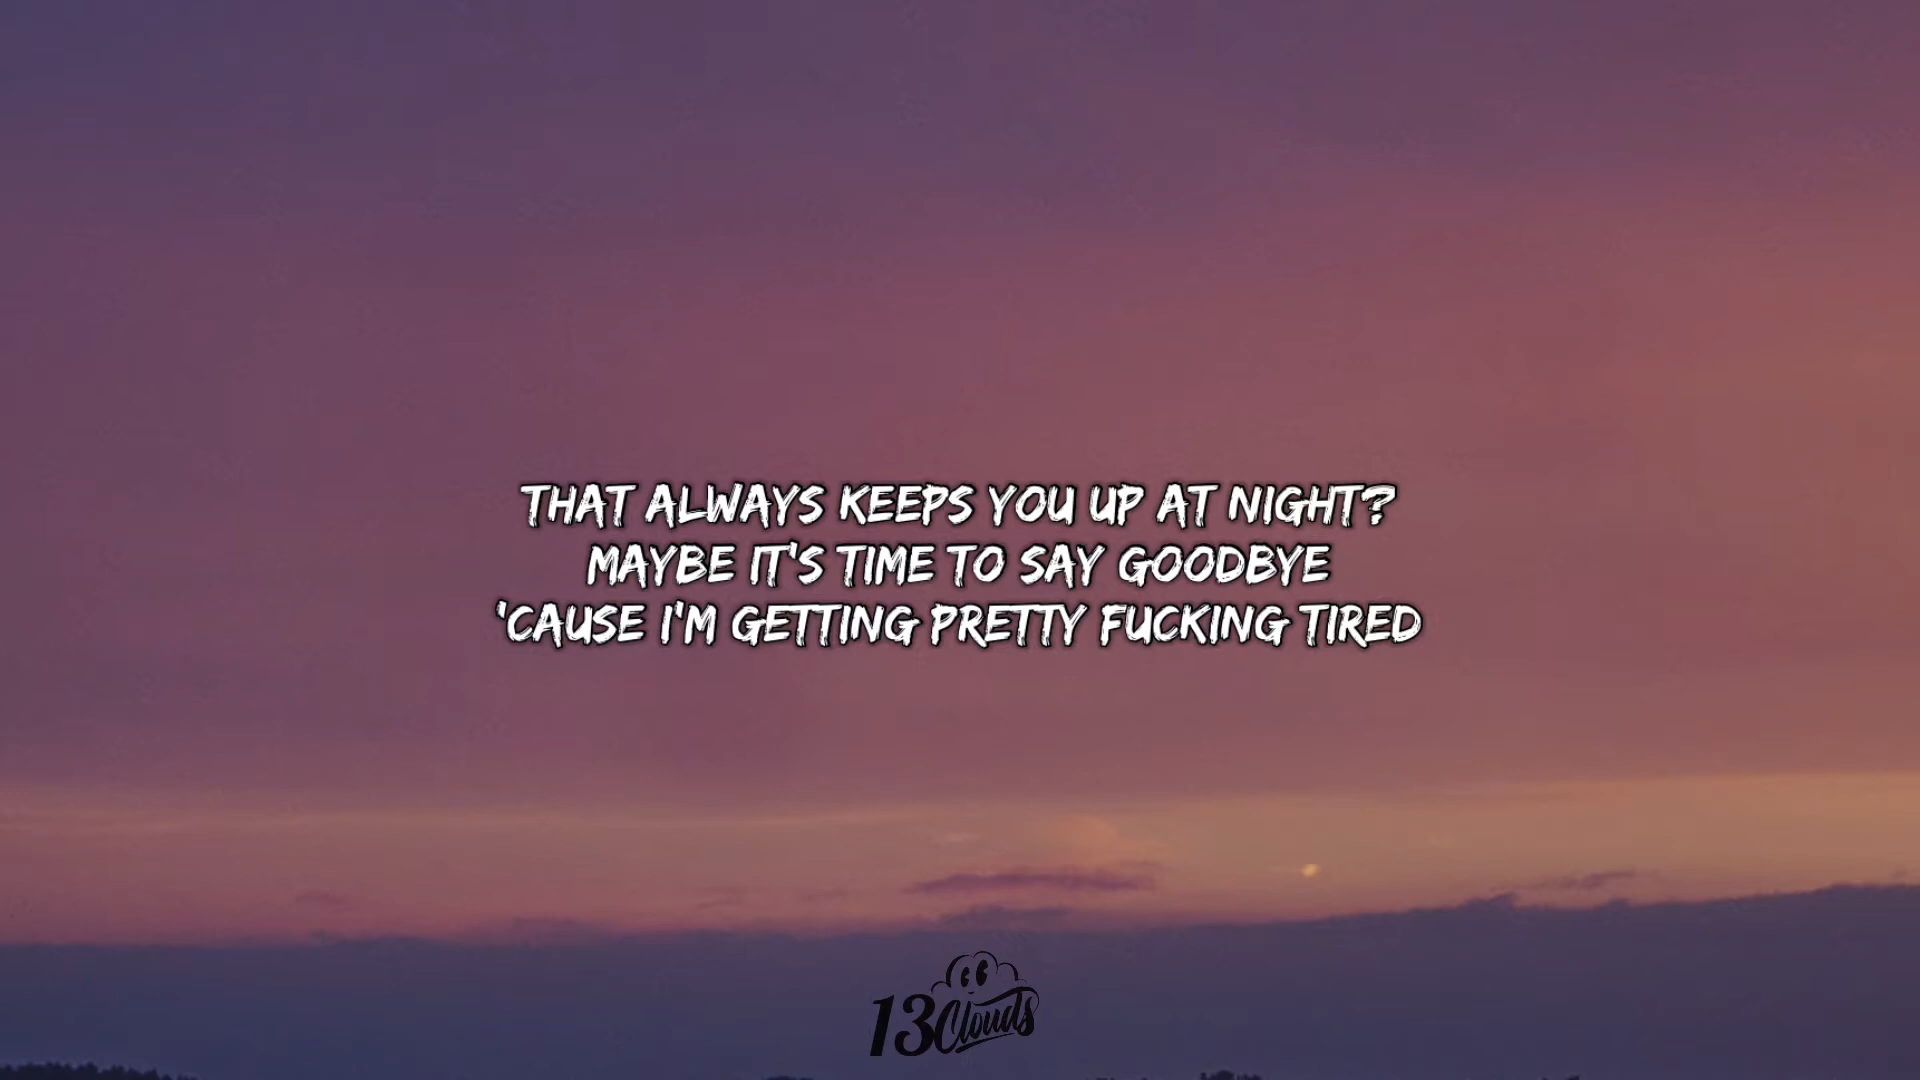 THAT ALWAYS KEEPS YOU UP AT NIGHT?
MAYBE IT'S TIME TO SAY GOODBYE
'CAUSE I'M GETTING PRETTY FUCKING TIRED
13Clouds